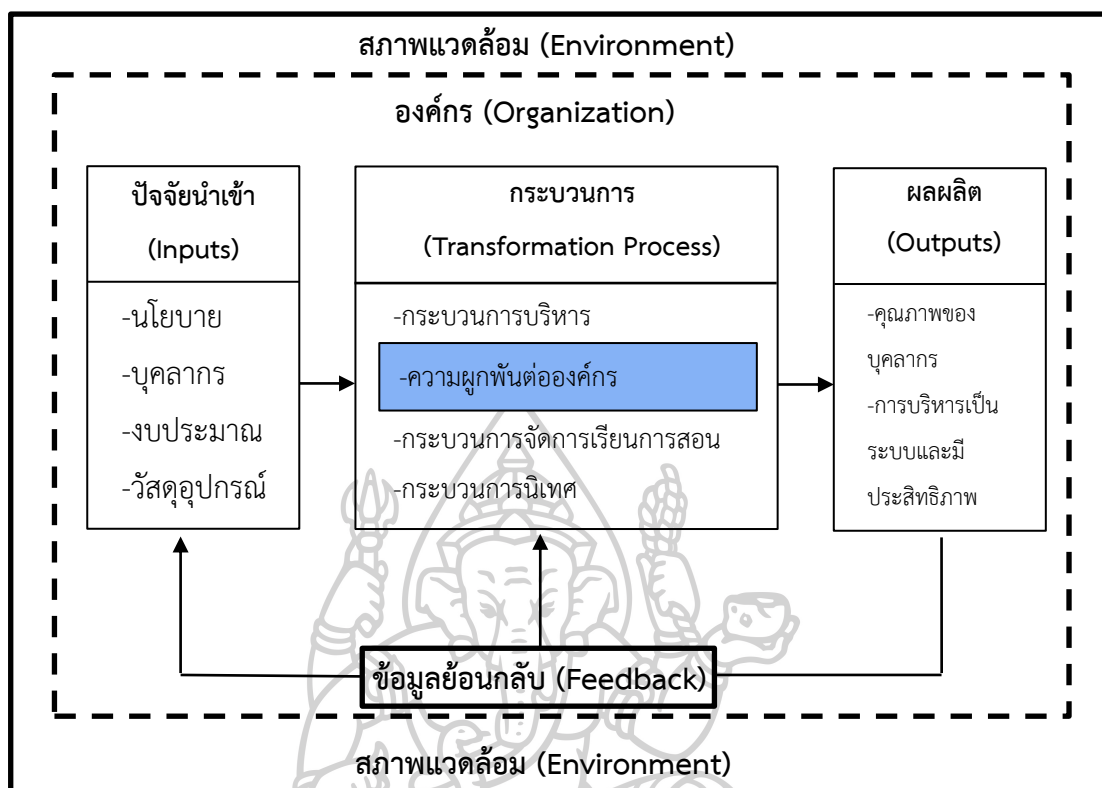 สภาพแวดล้อม (Environment)
องค์กร (Organization)
ปัจจัยนำเข้า
(Inputs)
-นโยบาย
-บุคลากร
-งบประมาณ
-วัสดุอุปกรณ์
กระบวนการ
(Transformation Process)
-กระบวนการบริหาร
-ความผูกพันต่อองค์กร
-กระบวนการจัดการเรียนการสอน
-กระบวนการนิเทศ
ผลผลิต
(Outputs)
-คุณภาพของ
บุคลากร
-การบริหารเป็น
ระบบและมี
ประสิทธิภาพ
ข้อมูลย้อนกลับ (Feedback)
สภาพแวดล้อม (Environment)